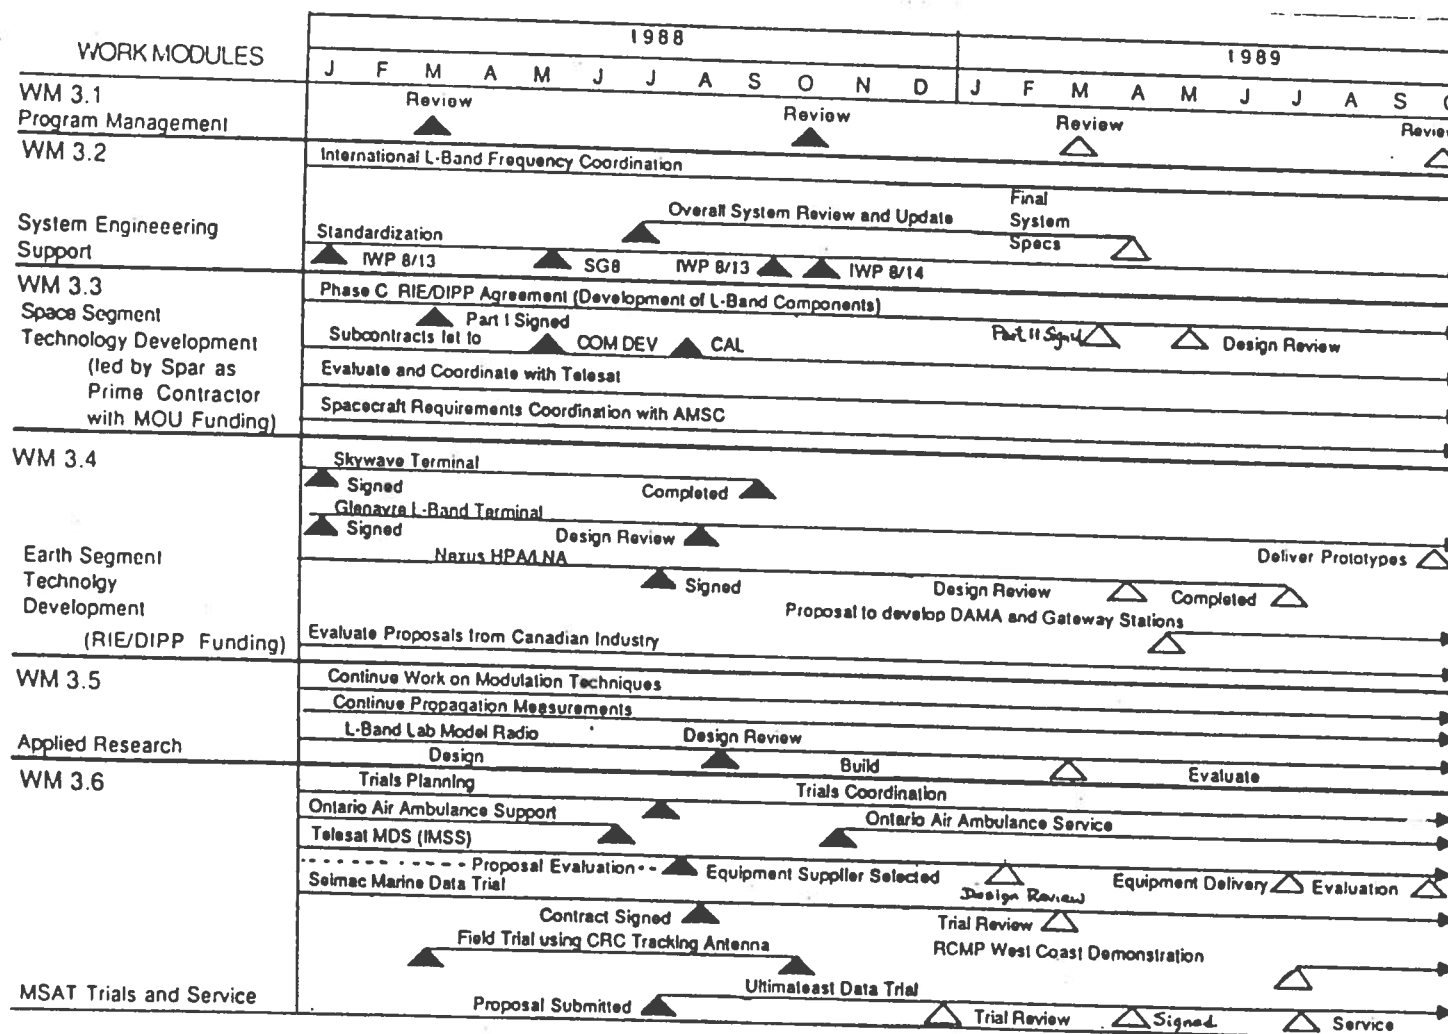 WORK MODULES
1988
1989
J F M A M J J A S O N D J F M A M J J A S
WM 3.1
Program Management
Review Review Review
WM 3.2
International L-Band Frequency Coordination
System Engineeering
Support
Overall System Review and Update
Final
System
Specs
Standardization
IWP 8/13 SG8 IWP 8/13 IWP 8/14
WM 3.3
Space Segment
Technology Development
(led by Spar as
Prime Contractor
with MOU Funding)
Phase C RIE/DIPP Agreement (Development of L-Band Components)
Part I Signed Part II Signed Design Review
Subcontracts let to COM DEV CAL
Evaluate and Coordinate with Telesat
Spacecraft Requirements Coordination with AMSC
WM 3.4
Skywave Terminal
Signed Completed
Glenayre L-Band Terminal
Signed Design Review Deliver Prototypes
Earth Segment
Technolgy
Development
(RIE/DIPP Funding)
Nexus HPA/LNA
Signed Design Review Completed
Proposal to develop DAMA and Gateway Stations
Evaluate Proposals from Canadian Industry
WM 3.5
Continue Work on Modulation Techniques
Continue Propagation Measurements
Applied Research
L-Band Lab Model Radio Design Review
Design Build Evaluate
WM 3.6
Trials Planning Trials Coordination
Ontario Air Ambulance Support Ontario Air Ambulance Service
Telesat MDS (IMSS)
Proposal Evaluation Equipment Supplier Selected Design Review Equipment Delivery Evaluation
Seimac Marine Data Trial
Contract Signed Trial Review
Field Trial using CRC Tracking Antenna RCMP West Coast Demonstration
MSAT Trials and Service
Ultimateast Data Trial
Proposal Submitted Trial Review Signed Service